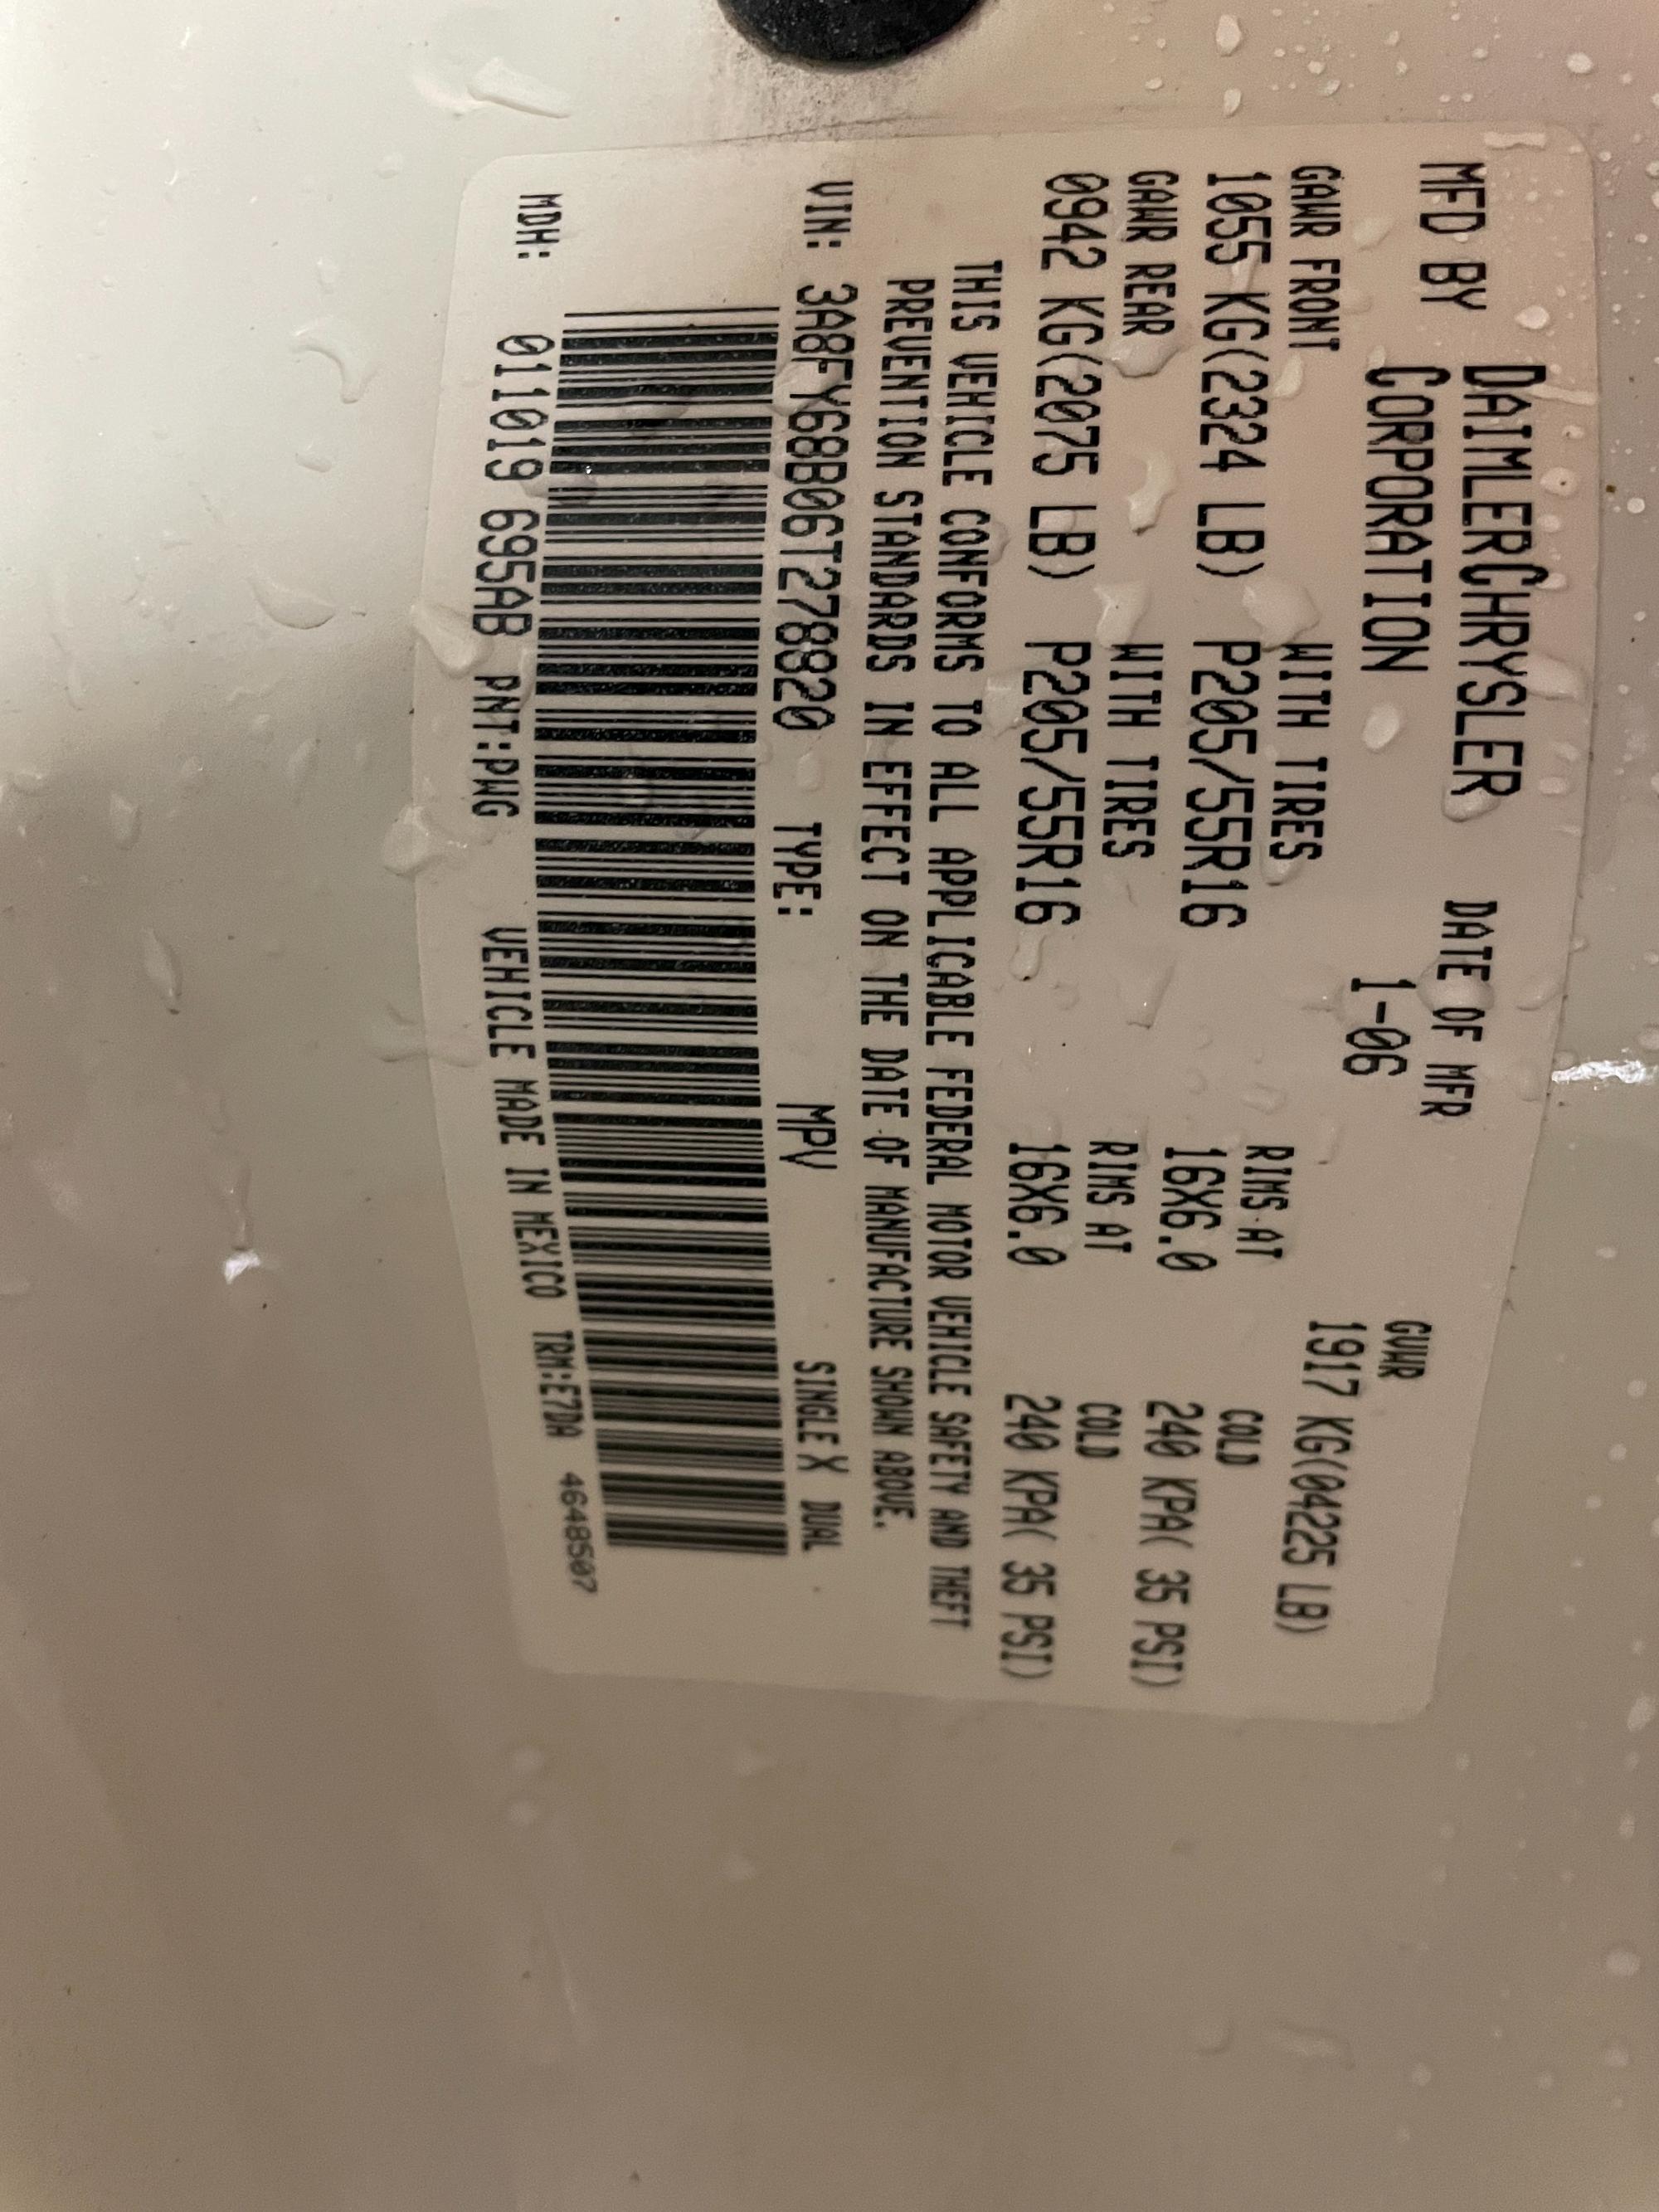 MFD BY DAIMLERCHRYSLER CORPORATION
DATE OF MFR 1-06
GVWR 1917 KG(04225 LB)
GAWR FRONT WITH TIRES RIMS AT COLD
1055 KG(2324 LB) P205/55R16 16X6.0 240 KPA( 35 PSI)
GAWR REAR WITH TIRES RIMS AT COLD
0942 KG(2075 LB) P205/55R16 16X6.0 240 KPA( 35 PSI)
THIS VEHICLE CONFORMS TO ALL APPLICABLE FEDERAL MOTOR VEHICLE SAFETY AND THEFT
PREVENTION STANDARDS IN EFFECT ON THE DATE OF MANUFACTURE SHOWN ABOVE.
VIN: 3A8FY68B06T278820 TYPE: MPV SINGLE X DUAL
MDH: 011019 695AB PNT:PWG VEHICLE MADE IN MEXICO TRM:E7DA 4648507